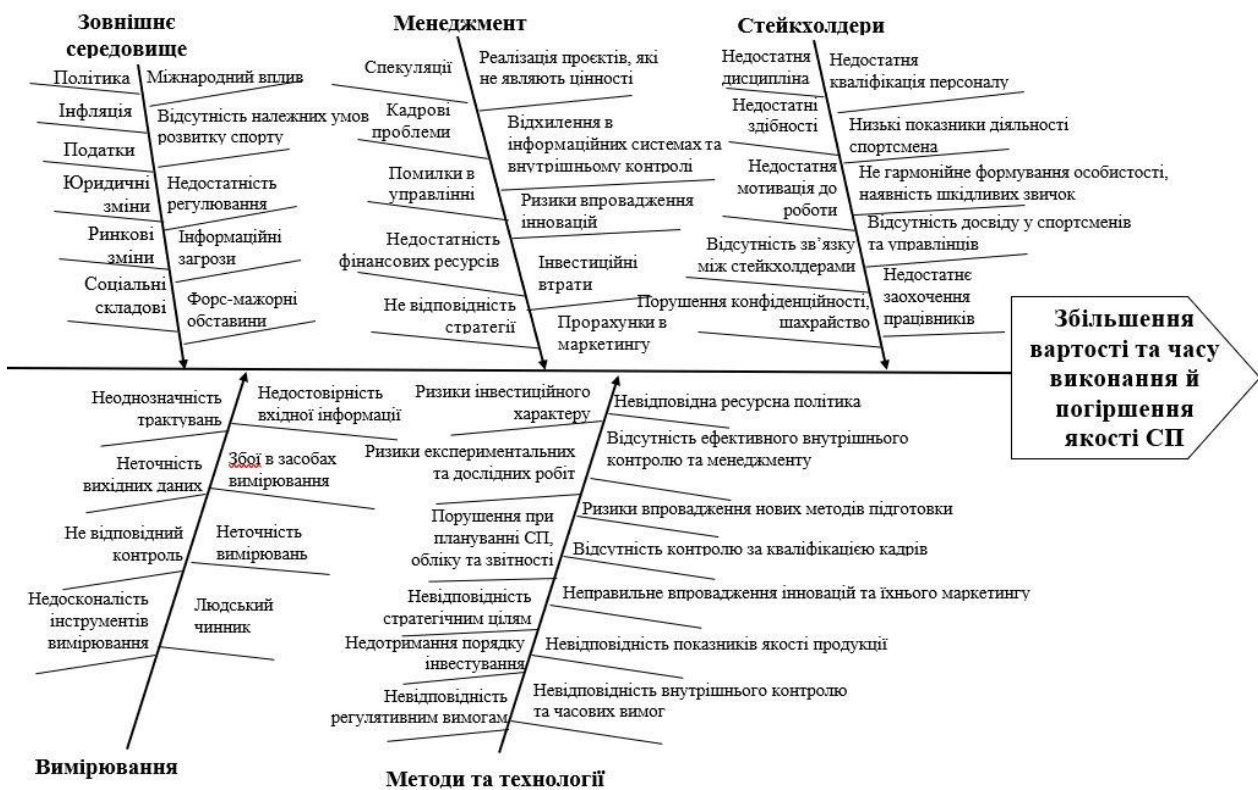 Зовнішнє
середовище
Політика
Міжнародний вплив
Інфляція
Відсутність належних умов
розвитку спорту
Податки
Юридичні
зміни
Недостатність
регулювання
Ринкові
зміни
Інформаційні
загрози
Соціальні
складові
Форс-мажорні
обставини
Менеджмент
Спекуляції
Реалізація проєктів, які
не являють цінності
Кадрові
проблеми
Відхилення в
інформаційних системах та
внутрішньому контролі
Помилки в
управлінні
Ризики впровадження
інновацій
Недостатність
фінансових ресурсів
Інвестиційні
втрати
Не відповідність
стратегії
Прорахунки в
маркетингу
Стейкхолдери
Недостатня
дисципліна
Недостатня
кваліфікація персоналу
Недостатні
здібності
Низькі показники діяльності
спортсмена
Недостатня
мотивація до
роботи
Не гармонійне формування особистості,
наявність шкідливих звичок
Відсутність зв’язку
між стейкхолдерами
Відсутність досвіду у спортсменів
та управлінців
Порушення конфіденційності,
шахрайство
Недостатнє
заохочення
працівників
Збільшення
вартості та часу
виконання й
погіршення
якості СП
Неоднозначність
трактувань
Недостовірність
вхідної інформації
Неточність
вихідних даних
Збої в засобах
вимірювання
Не відповідний
контроль
Неточність
вимірювань
Недосконалість
інструментів
вимірювання
Людський
чинник
Вимірювання
Ризики інвестиційного
характеру
Невідповідна ресурсна політика
Ризики експериментальних
та дослідних робіт
Відсутність ефективного внутрішнього
контролю та менеджменту
Порушення при
плануванні СП,
обліку та звітності
Ризики впровадження нових методів підготовки
Відсутність контролю за кваліфікацією кадрів
Невідповідність
стратегічним цілям
Неправильне впровадження інновацій та їхнього маркетингу
Недотримання порядку
інвестування
Невідповідність показників якості продукції
Невідповідність
регулятивним вимогам
Невідповідність внутрішнього контролю
та часових вимог
Методи та технології